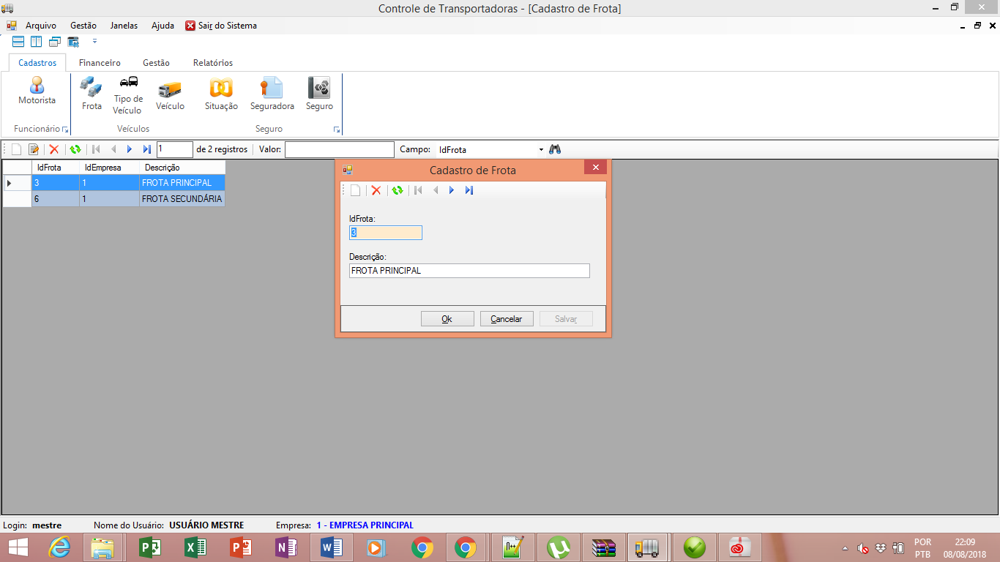 Controle de Transportadoras - [Cadastro de Frota]
Arquivo Gestão Janelas Ajuda Sair do Sistema
Cadastros Financeiro Gestão Relatórios
Motorista
Frota
Tipo de
Veículo
Veículo
Situação
Seguradora
Seguro
Funcionário Veículos Seguro
1 de 2 registros Valor: Campo: IdFrota
IdFrota IdEmpresa Descrição
3 1 FROTA PRINCIPAL
6 1 FROTA SECUNDÁRIA
Cadastro de Frota
IdFrota:
3
Descrição:
FROTA PRINCIPAL
Ok Cancelar Salvar
Login: mestre Nome do Usuário: USUÁRIO MESTRE Empresa: 1 - EMPRESA PRINCIPAL
POR
PTB
22:09
08/08/2018